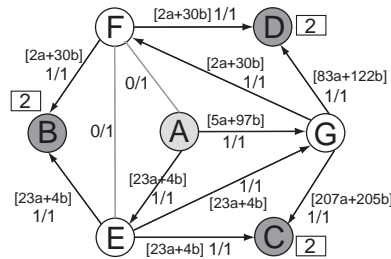 [2a+30b] 1/1
F
D
2
[2a+30b]
1/1
[2a+30b]
1/1
0/1
[83a+122b]
1/1
2
B
0/1
A
[5a+97b]
1/1
G
[23a+4b]
1/1
[23a+4b]
1/1
1/1
[23a+4b]
[207a+205b]
1/1
E
[23a+4b] 1/1
C
2